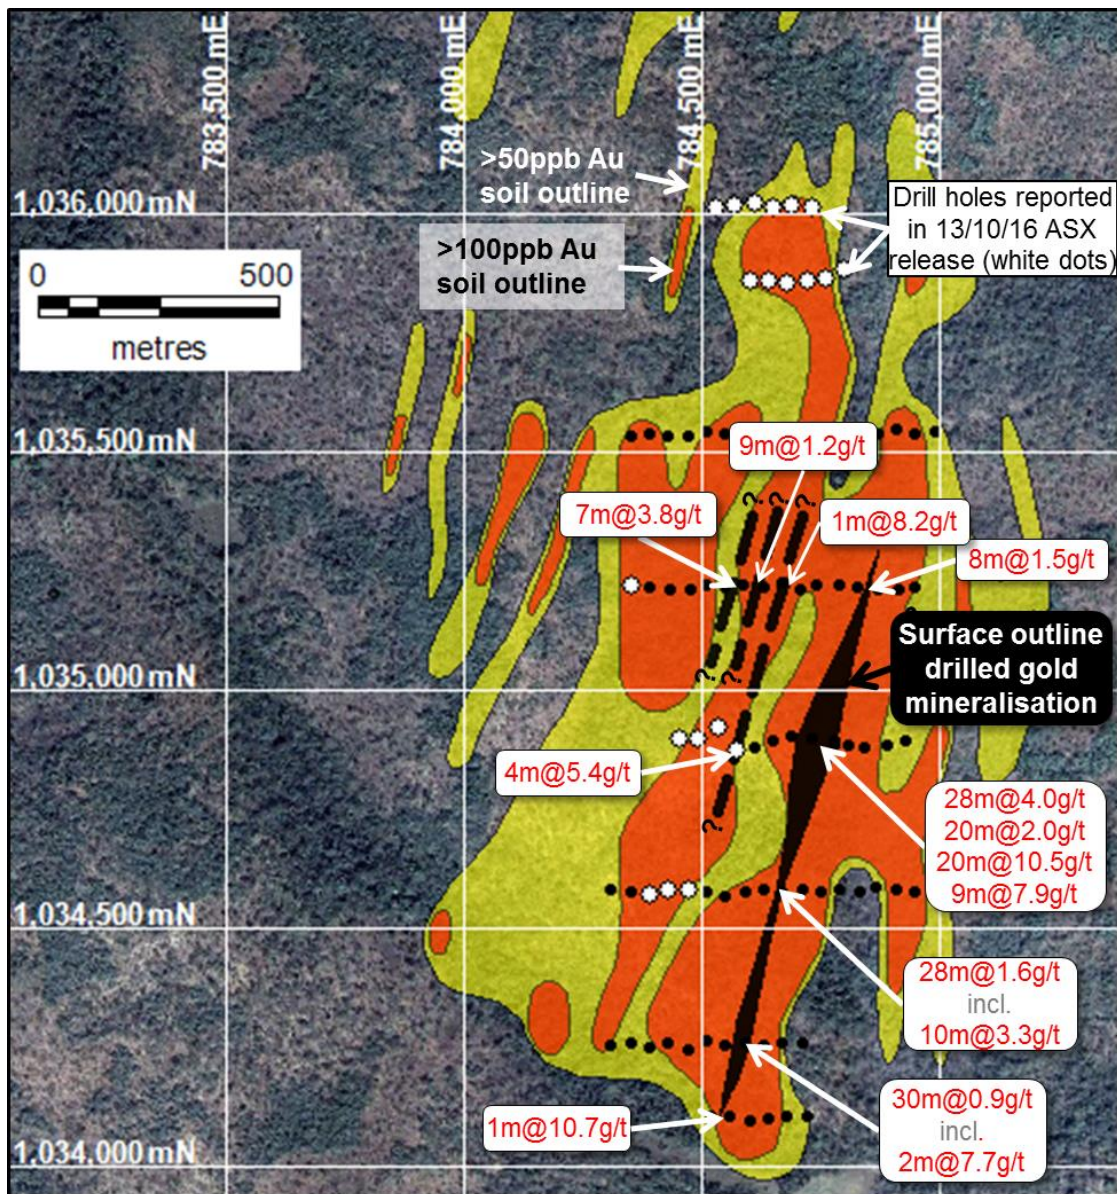 783,500 mE
784,000 mE
784,500 mE
785,000 mE
>50ppb Au
soil outline
1,036,000 mN
Drill holes reported
in 13/10/16 ASX
release (white dots)
>100ppb Au
soil outline
0 500
metres
1,035,500 mN
9m@1.2g/t
7m@3.8g/t
? ? ?
1m@8.2g/t
8m@1.5g/t
Surface outline
drilled gold
mineralisation
1,035,000 mN
? ?
4m@5.4g/t
?
28m@4.0g/t
20m@2.0g/t
20m@10.5g/t
9m@7.9g/t
1,034,500 mN
28m@1.6g/t
incl.
10m@3.3g/t
30m@0.9g/t
incl.
2m@7.7g/t
1m@10.7g/t
1,034,000 mN